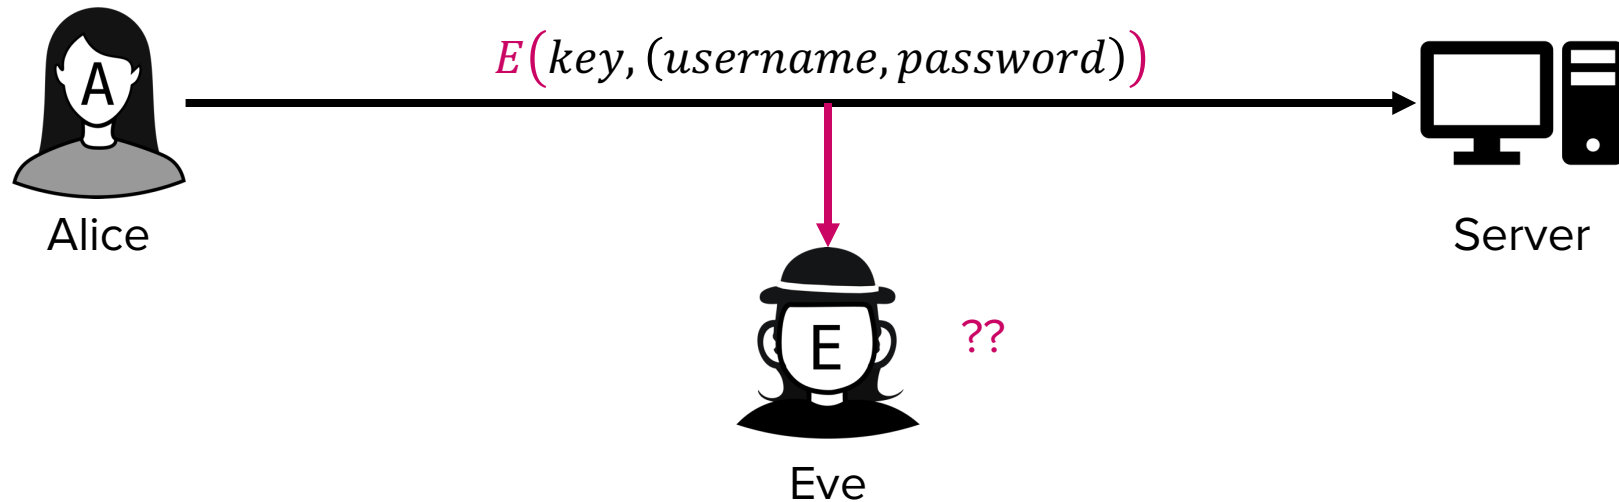 E(key, (username, password))
A
Alice
Server
E
??
Eve